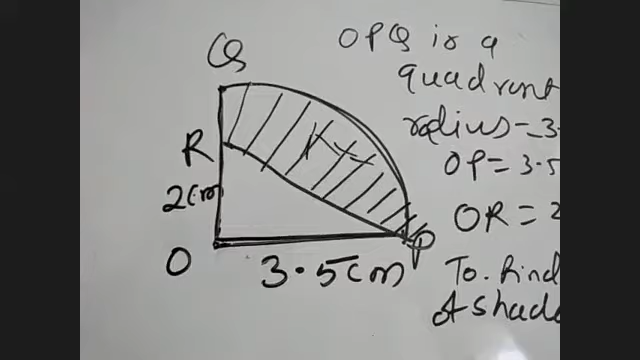 Q
R
2cm
O
3.5cm
P
OPQ is a
quadrant
radius=3.
OP=3.5
OR=2
To find
A shade